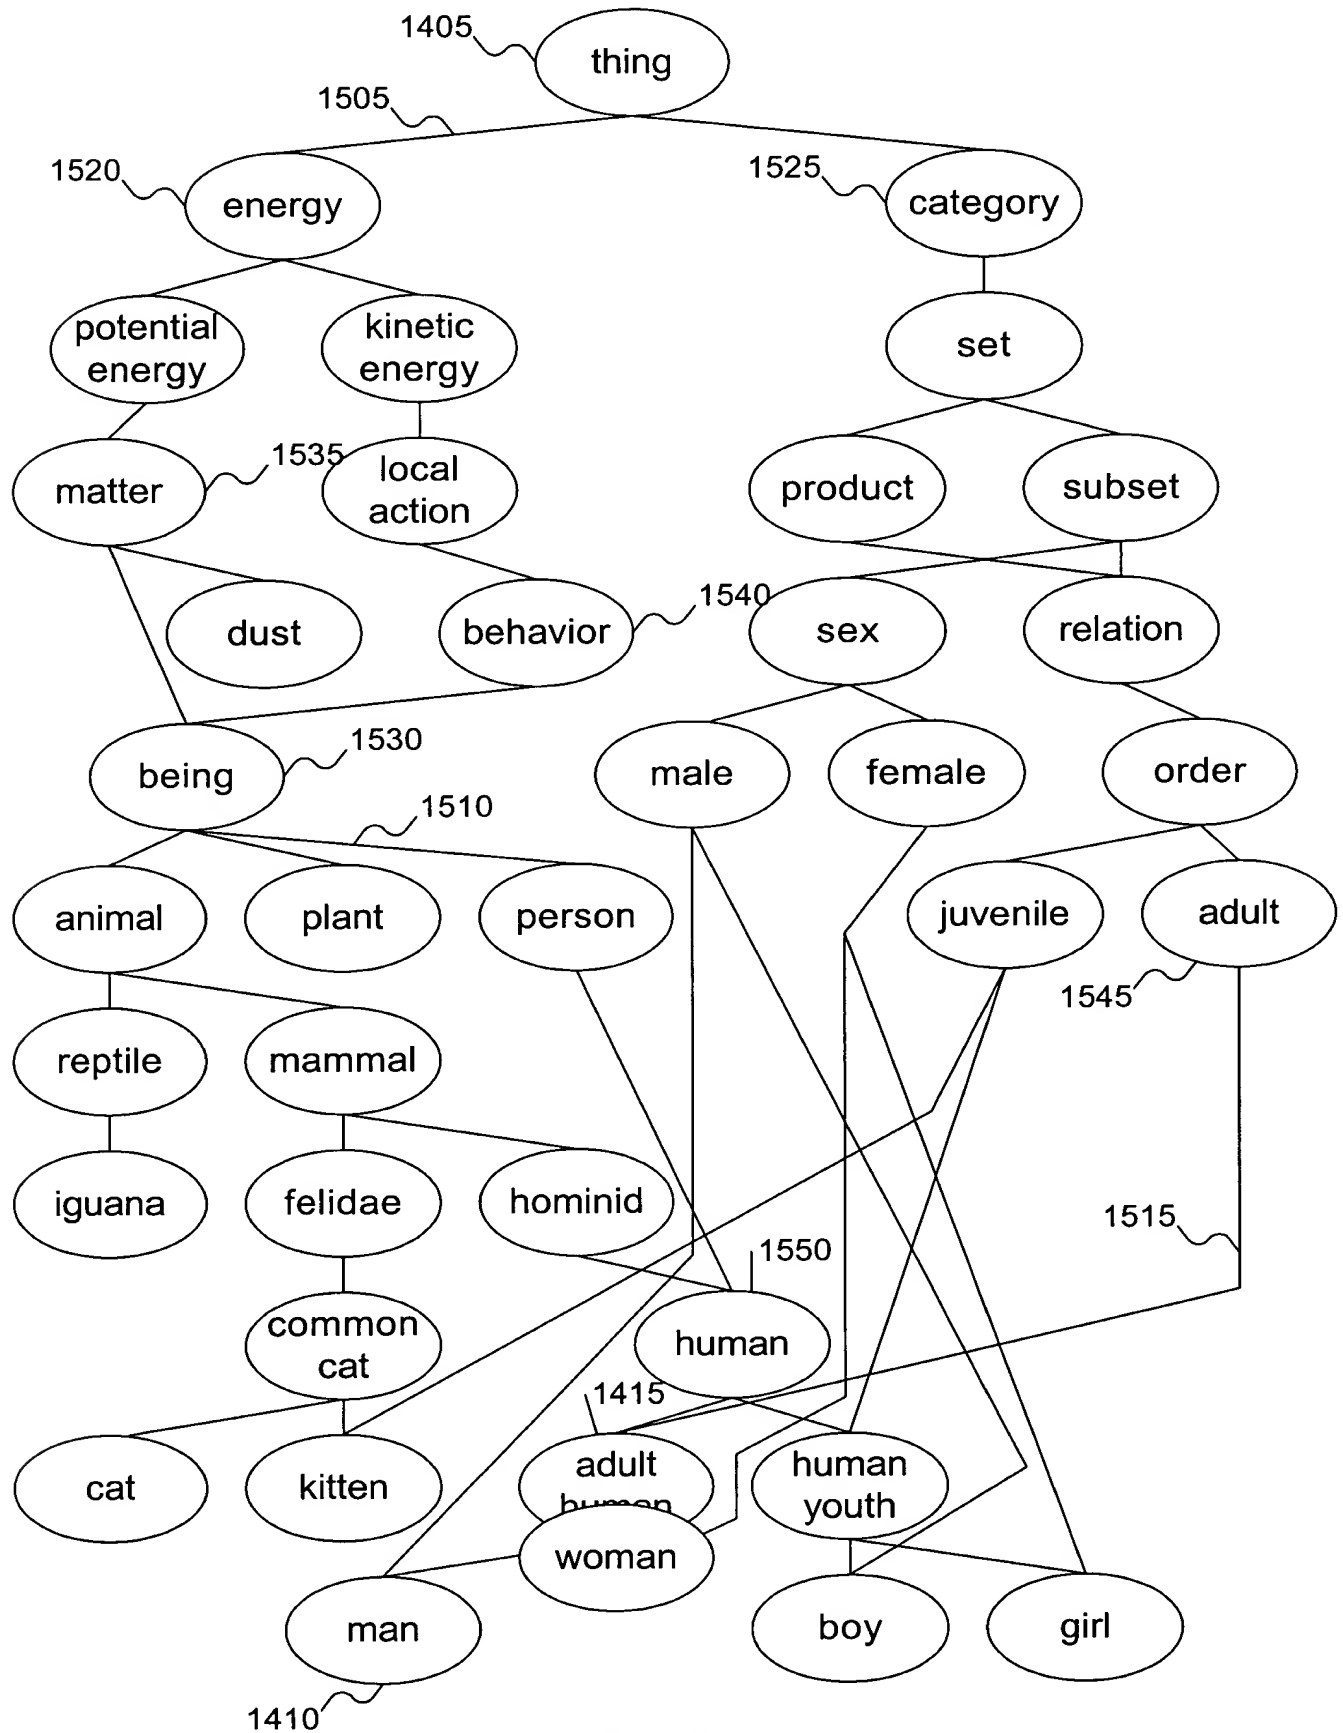 1405
thing
1505
1520
energy
1525
category
potential
energy
kinetic
energy
set
matter
1535
local
action
product
subset
dust
behavior
1540
sex
relation
being
1530
male
female
order
1510
animal
plant
person
juvenile
adult
1545
reptile
mammal
iguana
felidae
hominid
1515
1550
common
cat
human
1415
cat
kitten
adult
human
human
youth
woman
man
boy
girl
1410